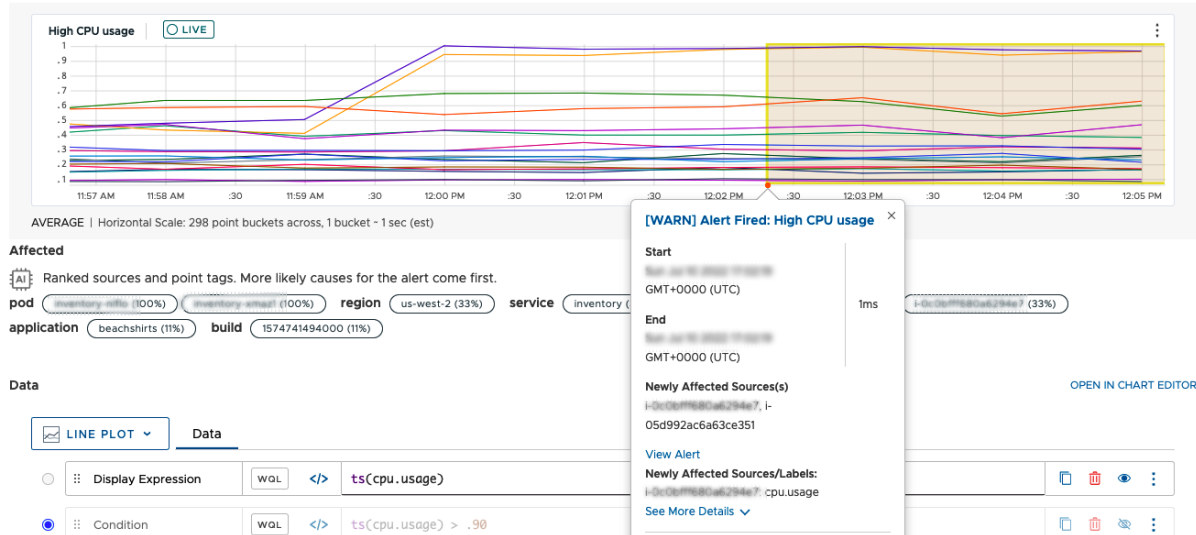 High CPU usage LIVE
1
.9
.8
.7
.6
.5
.4
.3
.2
.1
11:57 AM 11:58 AM :30 11:59 AM :30 12:00 PM :30 12:01 PM :30 12:02 PM :30 12:03 PM :30 12:04 PM :30 12:05 PM
AVERAGE | Horizontal Scale: 298 point buckets across, 1 bucket ~ 1 sec (est)
Affected
AI Ranked sources and point tags. More likely causes for the alert come first.
pod (100%) (100%) region us-west-2 (33%) service inventory ( (33%)
application beachshirts (11%) build 1574741494000 (11%)
[WARN] Alert Fired: High CPU usage
Start
GMT+0000 (UTC)
1ms
End
GMT+0000 (UTC)
Newly Affected Sources(s)
, i-
05d992ac6a63ce351
View Alert
Newly Affected Sources/Labels:
: cpu.usage
See More Details
Data
OPEN IN CHART EDITOR
LINE PLOT Data
Display Expression WQL </> ts(cpu.usage)
Condition WQL </> ts(cpu.usage) > .90